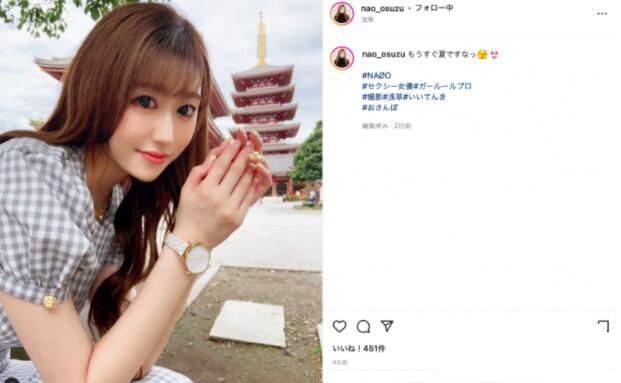 nao_osuzu • フォロー中
浅草
nao_osuzu もうすぐ夏ですなっ
#NAØO
#セクシー女優#ガールールプロ
#撮影#浅草#いいてんき
#おさんぽ
編集済み・2日前
いいね！451件
4日前